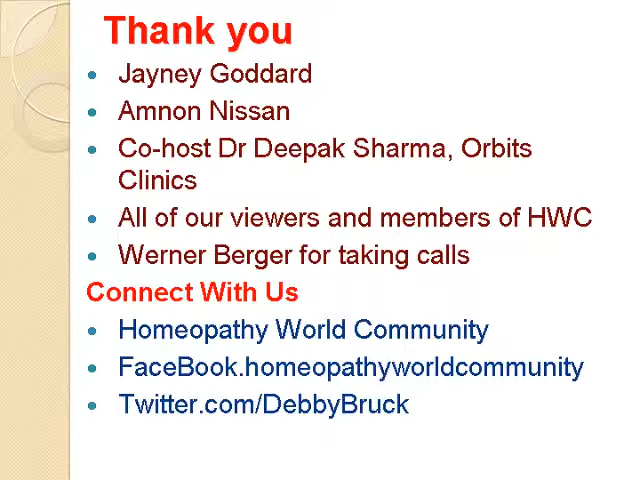 Thank you
Jayney Goddard
Amnon Nissan
Co-host Dr Deepak Sharma, Orbits
Clinics
All of our viewers and members of HWC
Werner Berger for taking calls
Connect With Us
Homeopathy World Community
FaceBook.homeopathyworldcommunity
Twitter.com/DebbyBruck